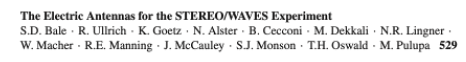 The Electric Antennas for the STEREO/WAVES Experiment
S.D. Bale · R. Ullrich · K. Goetz · N. Alster · B. Cecconi · M. Dekkali · N.R. Lingner ·
W. Macher · R.E. Manning · J. McCauley · S.J. Monson · T.H. Oswald · M. Pulupa 529